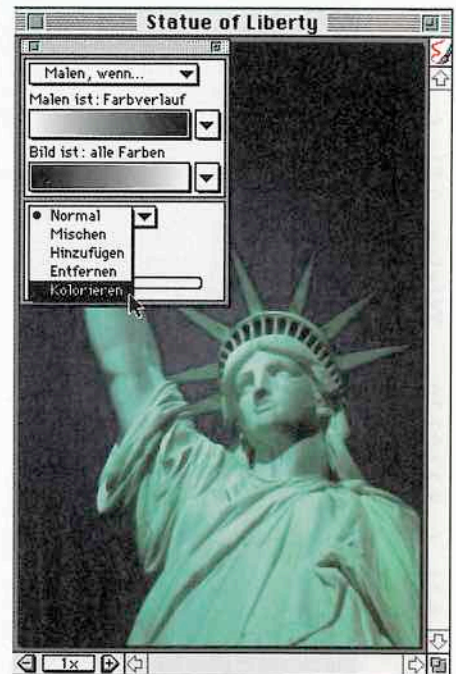 Statue of Liberty
Malen, wenn...
Malen ist: Farbverlauf
Bild ist: alle Farben
Normal
Mischen
Hinzufügen
Entfernen
Kolorieren
1x